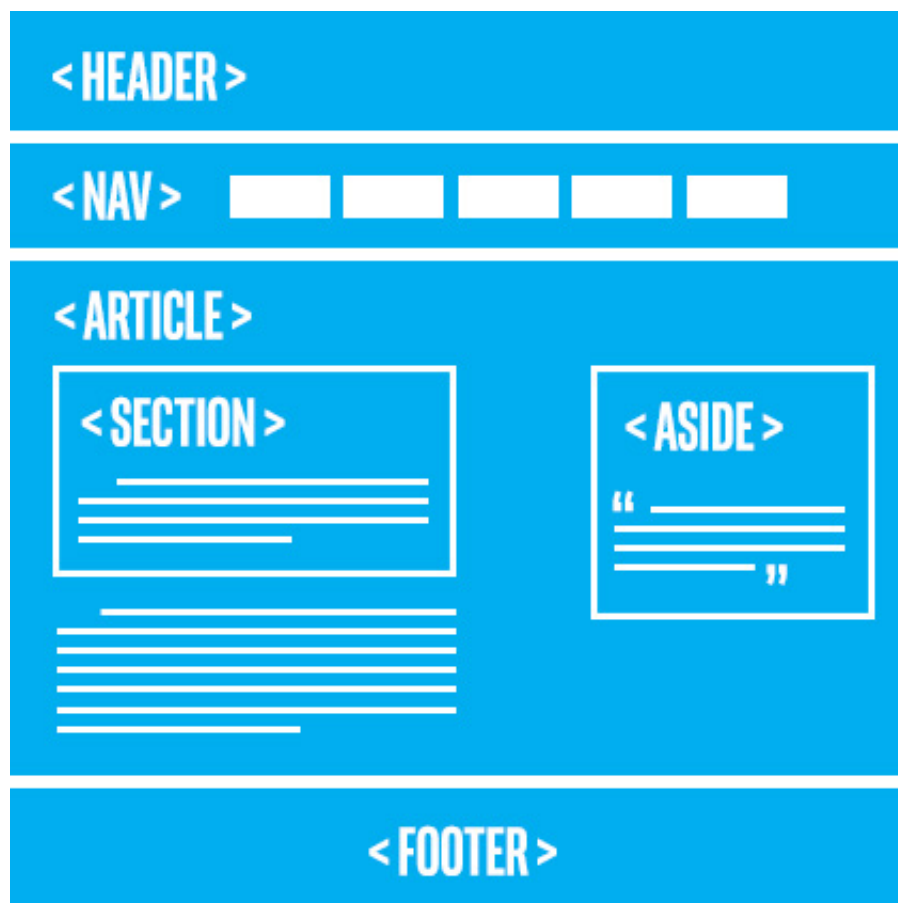 <HEADER>
<NAV>
<ARTICLE>
<SECTION>
<ASIDE>
“
”
<FOOTER>